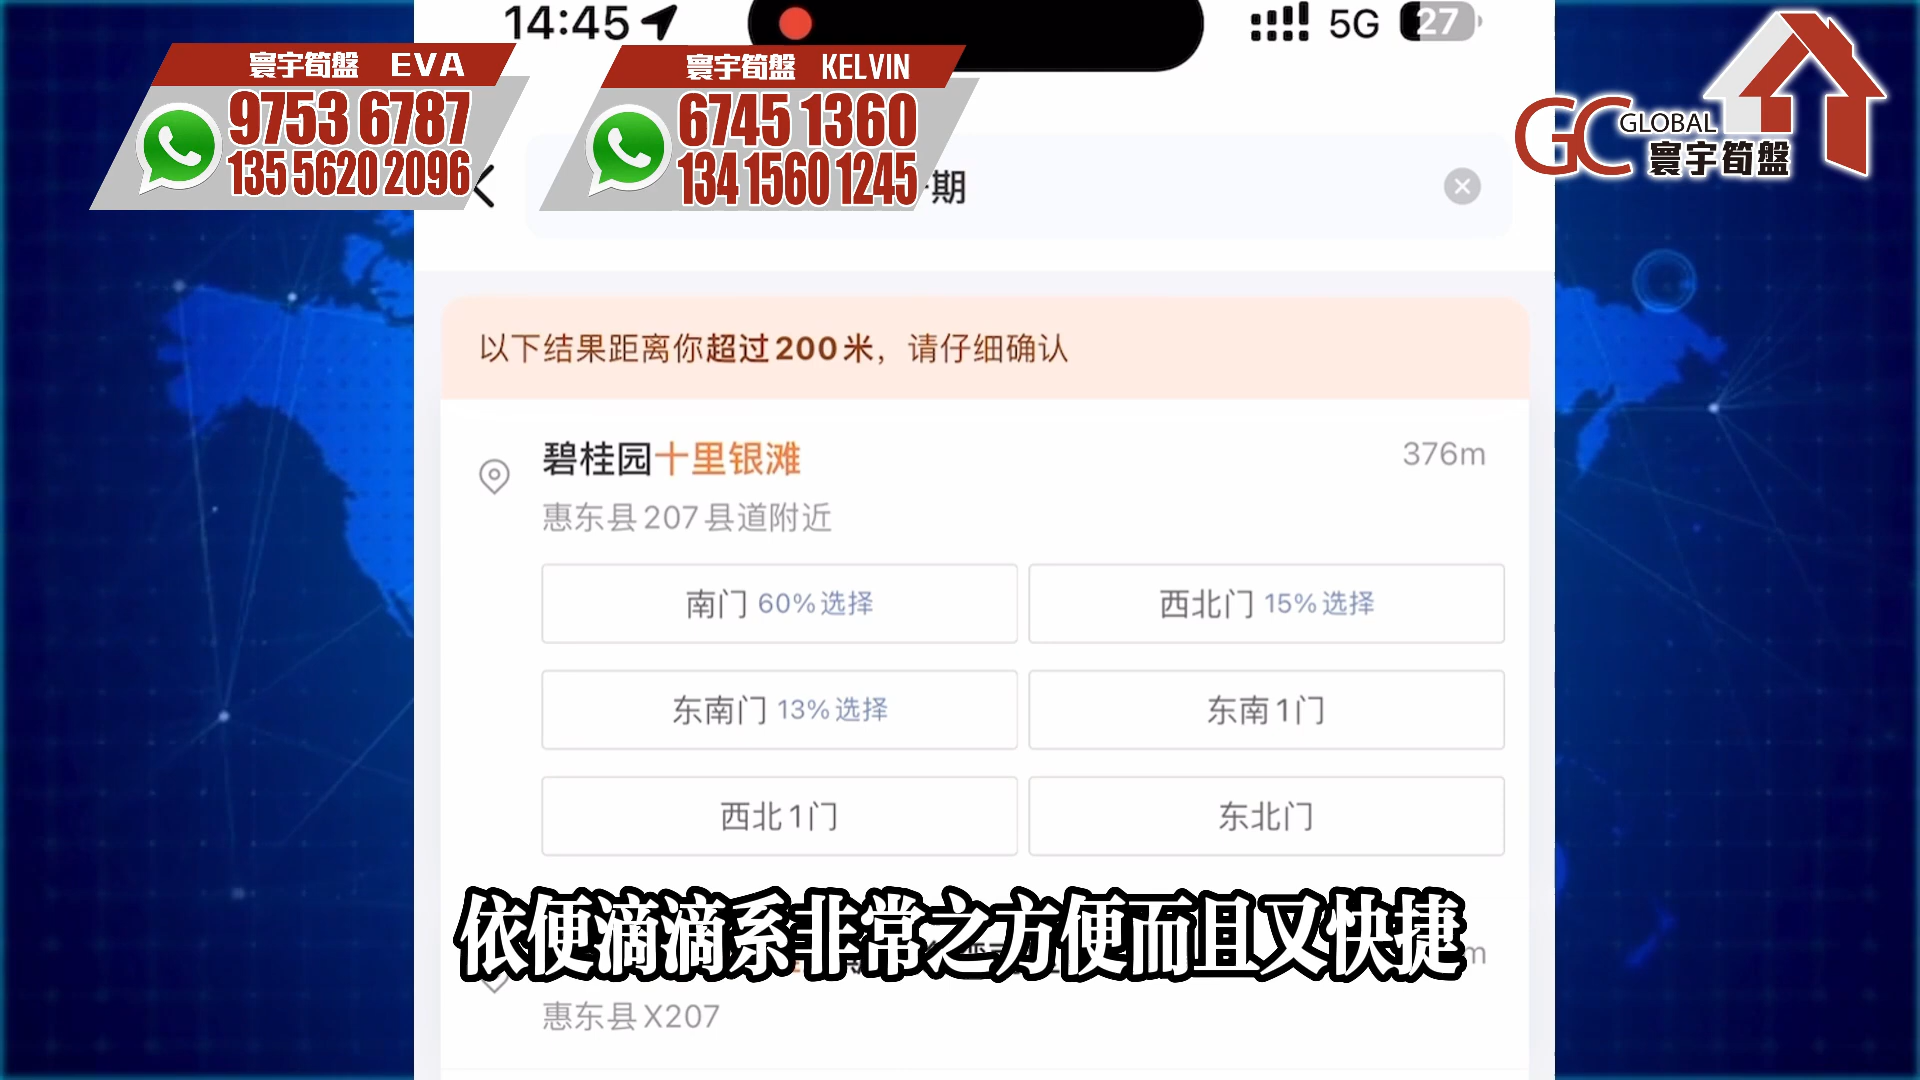 14:45
5G
27
寰宇筍盤 EVA
9753 6787
135 5620 2096
寰宇筍盤 KELVIN
6745 1360
134 1560 1245
期
GC GLOBAL
寰宇筍盤
以下结果距离你超过200米，请仔细确认
碧桂园十里银滩
376m
惠东县207县道附近
南门 60%选择
西北门 15%选择
东南门 13%选择
东南1门
西北1门
东北门
依便滴滴系非常之方便而且又快捷
m
惠东县X207